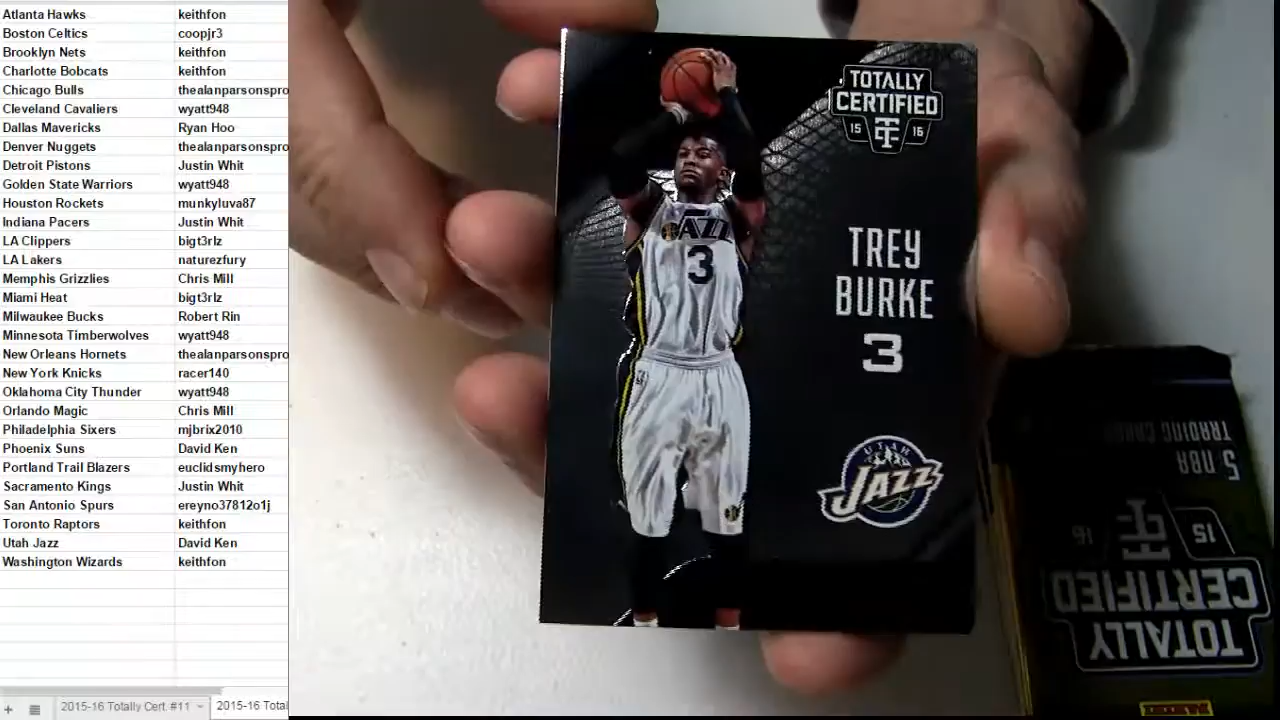 Atlanta Hawks keithfon
Boston Celtics coopjr3
Brooklyn Nets keithfon
Charlotte Bobcats keithfon
Chicago Bulls thealanparsonspro
Cleveland Cavaliers wyatt948
Dallas Mavericks Ryan Hoo
Denver Nuggets thealanparsonspro
Detroit Pistons Justin Whit
Golden State Warriors wyatt948
Houston Rockets munkyluva87
Indiana Pacers Justin Whit
LA Clippers bigt3rlz
LA Lakers naturezfury
Memphis Grizzlies Chris Mill
Miami Heat bigt3rlz
Milwaukee Bucks Robert Rin
Minnesota Timberwolves wyatt948
New Orleans Hornets thealanparsonspro
New York Knicks racer140
Oklahoma City Thunder wyatt948
Orlando Magic Chris Mill
Philadelphia Sixers mjbrix2010
Phoenix Suns David Ken
Portland Trail Blazers euclidsmyhero
Sacramento Kings Justin Whit
San Antonio Spurs ereyno37812o1j
Toronto Raptors keithfon
Utah Jazz David Ken
Washington Wizards keithfon
2015-16 Totally Cert. #11 2015-16 Total
TOTALLY
CERTIFIED
15 TC 16
TREY
BURKE
3
JAZZ
3
UTAH
JAZZ
5 NBA
TRADING CARDS
15 TC 16
CERTIFIED
TOTALLY